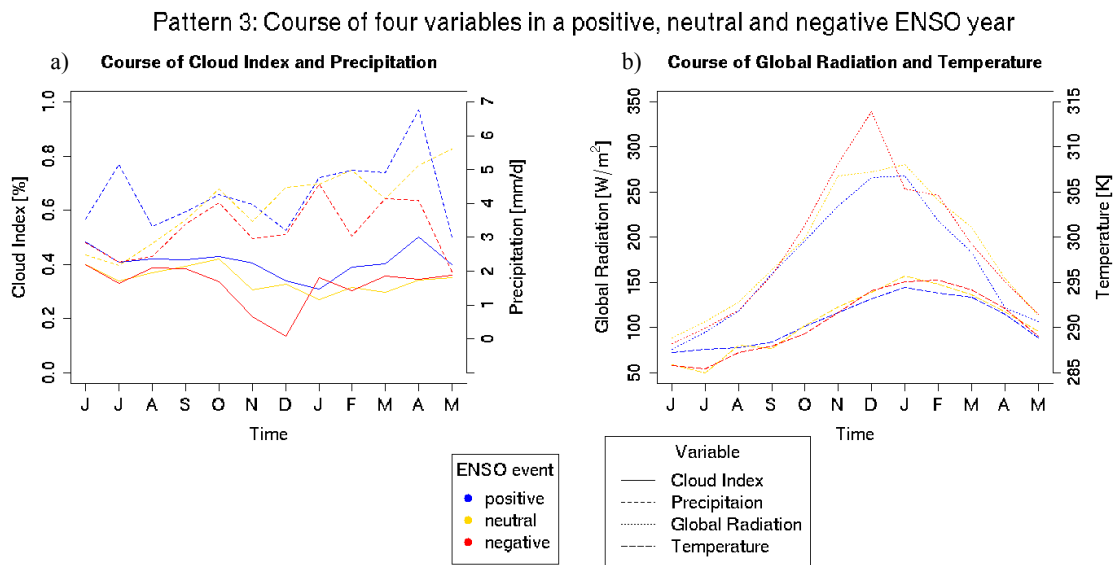 Pattern 3: Course of four variables in a positive, neutral and negative ENSO year
a) Course of Cloud Index and Precipitation
Cloud Index [%]
1.0
0.8
0.6
0.4
0.2
0.0
7
6
5
4
3
2
1
0
Precipitation [mm/d]
J J A S O N D J F M A M
Time
b) Course of Global Radiation and Temperature
Global Radiation [W/m²]
350
300
250
200
150
100
50
315
310
305
300
295
290
285
Temperature [K]
J J A S O N D J F M A M
Time
ENSO event
positive
neutral
negative
Variable
Cloud Index
Precipitaion
Global Radiation
Temperature